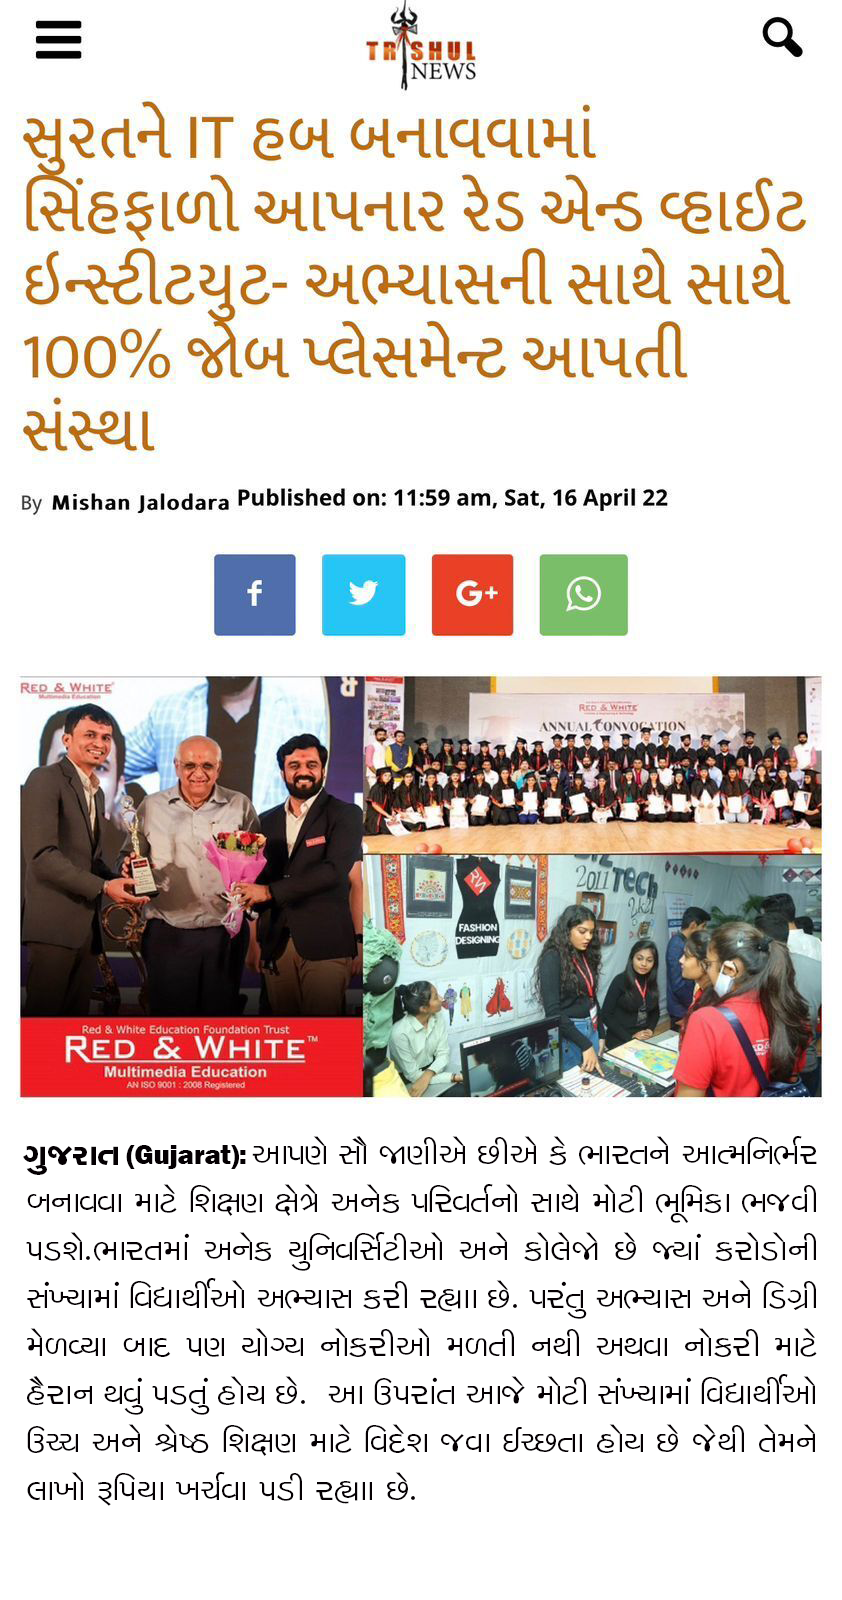 TRISHUL
NEWS
સુરતને IT હબ બનાવવામાં
સિંહફાળો આપનાર રેડ એન્ડ વ્હાઈટ
ઇન્સ્ટીટયુટ- અભ્યાસની સાથે સાથે
100% જોબ પ્લેસમેન્ટ આપતી
સંસ્થા
By Mishan Jalodara Published on: 11:59 am, Sat, 16 April 22
RED & WHITE
Multimedia Education
RED & WHITE
ANNUAL CONVOCATION
2011 Tech
2k21
FASHION
DESIGNING
Red & White Education Foundation Trust
RED & WHITE™
Multimedia Education
AN ISO 9001 : 2008 Registered
ગુજરાત (Gujarat): આપણે સૌ જાણીએ છીએ કે ભારતને આત્મનિર્ભર
બનાવવા માટે શિક્ષણ ક્ષેત્રે અનેક પરિવર્તનો સાથે મોટી ભૂમિકા ભજવી
પડશે.ભારતમાં અનેક યુનિવર્સિટીઓ અને કોલેજો છે જ્યાં કરોડોની
સંખ્યામાં વિદ્યાર્થીઓ અભ્યાસ કરી રહ્યાા છે. પરંતુ અભ્યાસ અને ડિગ્રી
મેળવ્યા બાદ પણ યોગ્ય નોકરીઓ મળતી નથી અથવા નોકરી માટે
હૈરાન થવું પડતું હોય છે. આ ઉપરાંત આજે મોટી સંખ્યામાં વિદ્યાર્થીઓ
ઉચ્ચ અને શ્રેષ્ઠ શિક્ષણ માટે વિદેશ જવા ઈચ્છતા હોય છે જેથી તેમને
લાખો રૂપિયા ખર્ચવા પડી રહ્યાા છે.